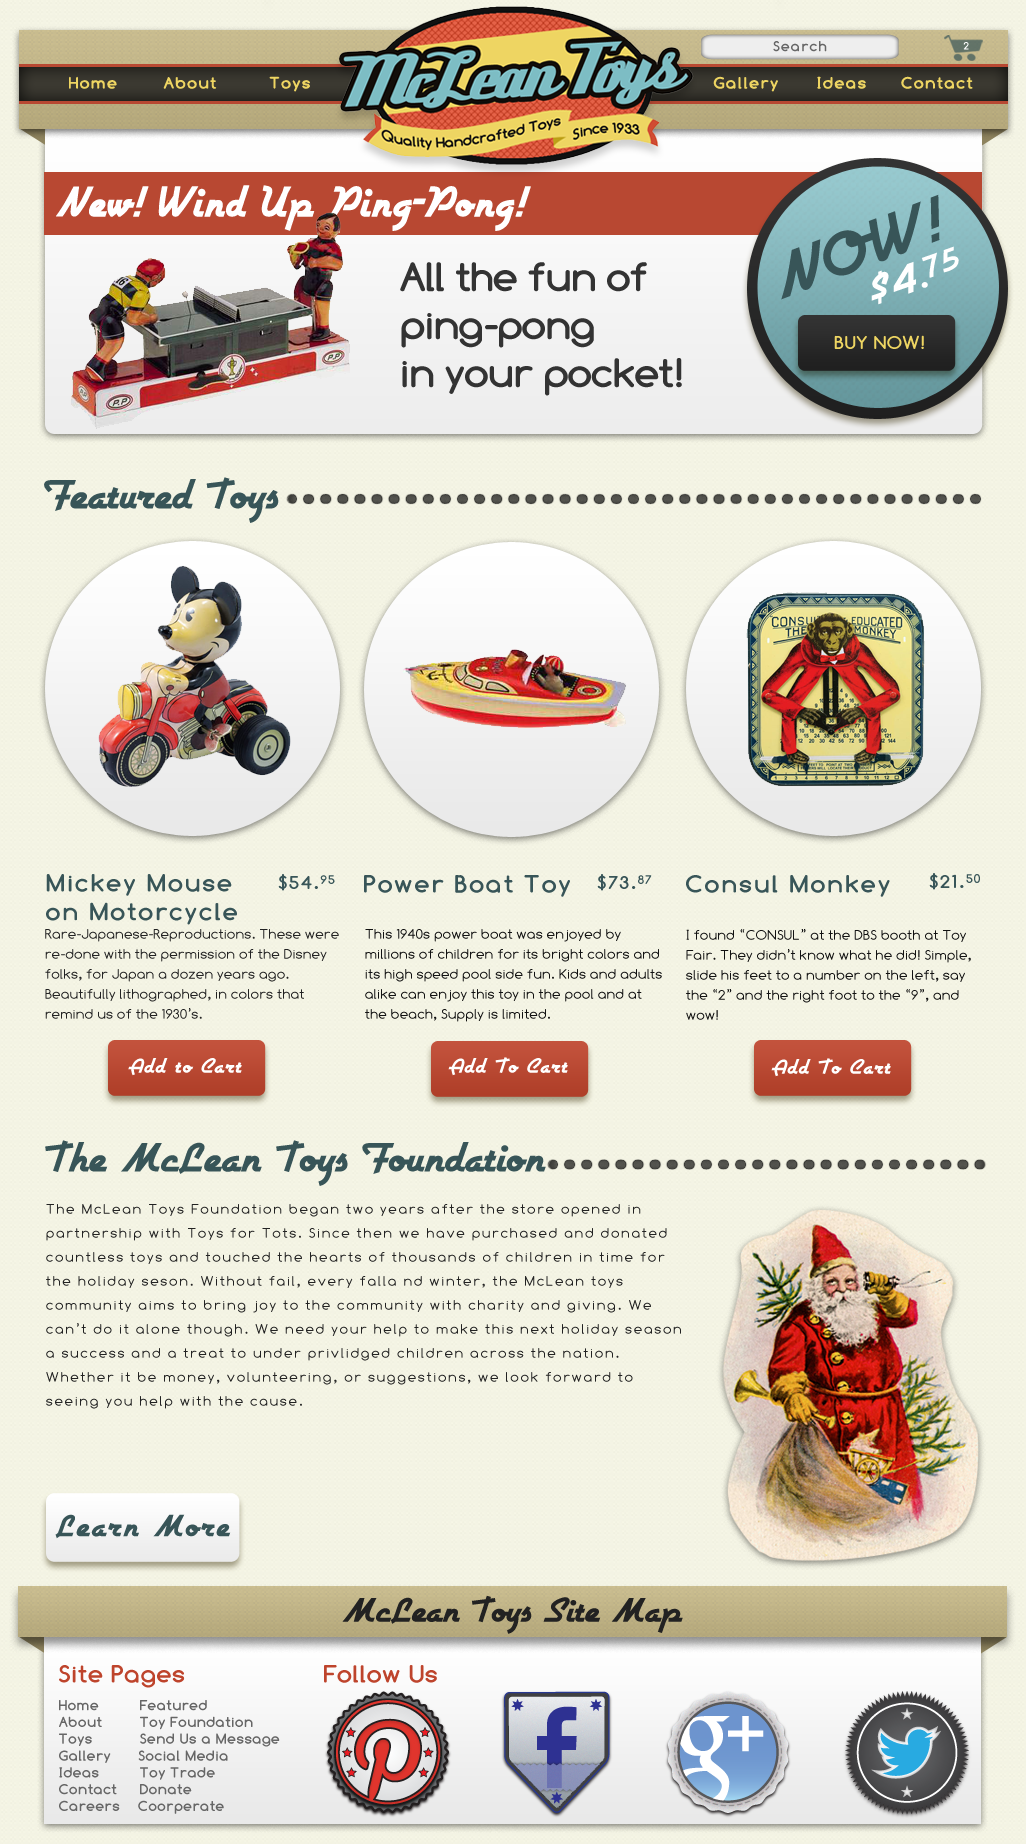 McLean Toys
Quality Handcrafted Toys Since 1933
Search
2
Home About Toys Gallery Ideas Contact
New! Wind Up Ping-Pong!
All the fun of
ping-pong
in your pocket!
P.P
P.P
NOW!
$4.75
BUY NOW!
Featured Toys
CONSUL EDUCATED
THE MONKEY
Mickey Mouse
on Motorcycle
$54.95
Rare-Japanese-Reproductions. These were
re-done with the permission of the Disney
folks, for Japan a dozen years ago.
Beautifully lithographed, in colors that
remind us of the 1930's.
Add to Cart
Power Boat Toy $73.87
This 1940s power boat was enjoyed by
millions of children for its bright colors and
its high speed pool side fun. Kids and adults
alike can enjoy this toy in the pool and at
the beach, Supply is limited.
Add To Cart
Consul Monkey $21.50
I found “CONSUL” at the DBS booth at Toy
Fair. They didn't know what he did! Simple,
slide his feet to a number on the left, say
the “2” and the right foot to the “9”, and
wow!
Add To Cart
The McLean Toys Foundation
The McLean Toys Foundation began two years after the store opened in
partnership with Toys for Tots. Since then we have purchased and donated
countless toys and touched the hearts of thousands of children in time for
the holiday seson. Without fail, every falla nd winter, the McLean toys
community aims to bring joy to the community with charity and giving. We
can't do it alone though. We need your help to make this next holiday season
a success and a treat to under privlidged children across the nation.
Whether it be money, volunteering, or suggestions, we look forward to
seeing you help with the cause.
Learn More
McLean Toys Site Map
Site Pages
Home Featured
About Toy Foundation
Toys Send Us a Message
Gallery Social Media
Ideas Toy Trade
Contact Donate
Careers Coorperate
Follow Us
f
g+